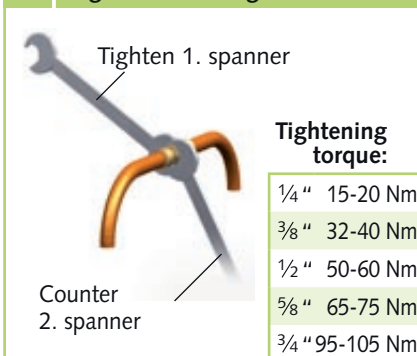 Tighten 1. spanner
Tightening
torque:
¼ “ 15-20 Nm
⅜ “ 32-40 Nm
½ “ 50-60 Nm
⅝ “ 65-75 Nm
¾ “ 95-105 Nm
Counter
2. spanner